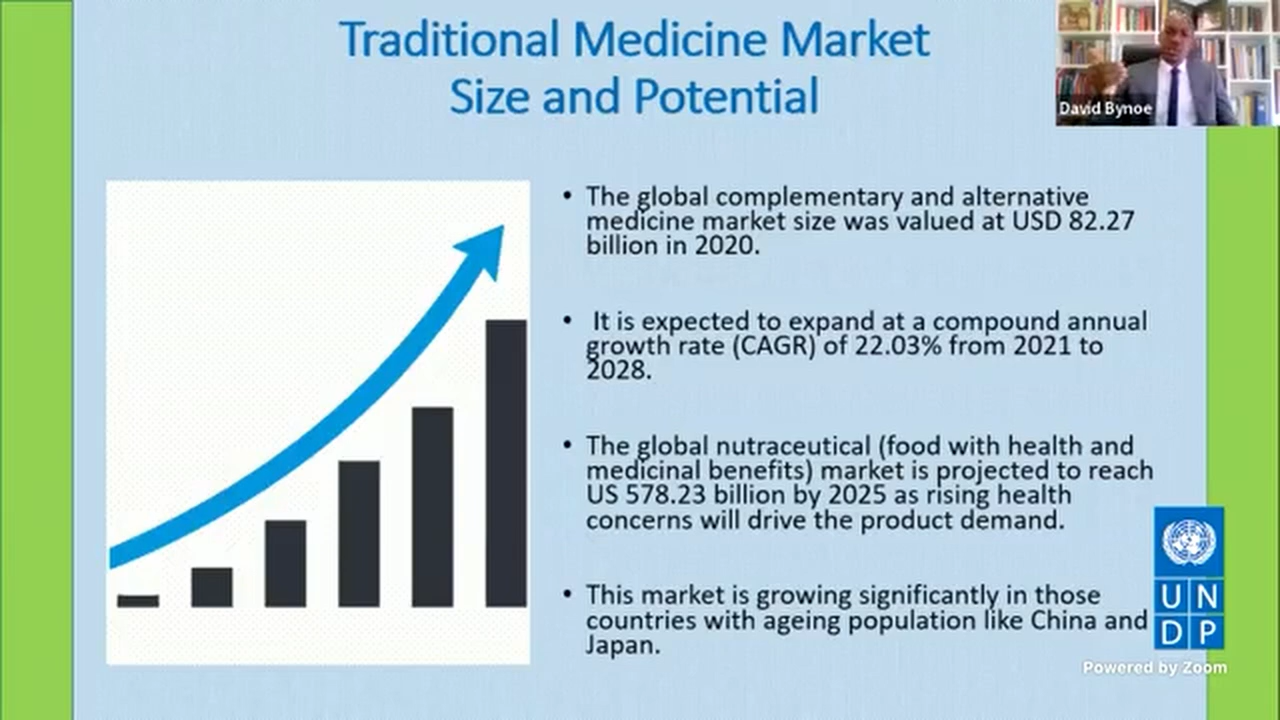 Traditional Medicine Market
Size and Potential
David Bynoe
• The global complementary and alternative
medicine market size was valued at USD 82.27
billion in 2020.
• It is expected to expand at a compound annual
growth rate (CAGR) of 22.03% from 2021 to
2028.
• The global nutraceutical (food with health and
medicinal benefits) market is projected to reach
US 578.23 billion by 2025 as rising health
concerns will drive the product demand.
• This market is growing significantly in those
countries with ageing population like China and
Japan.
U N
D P
Powered by Zoom